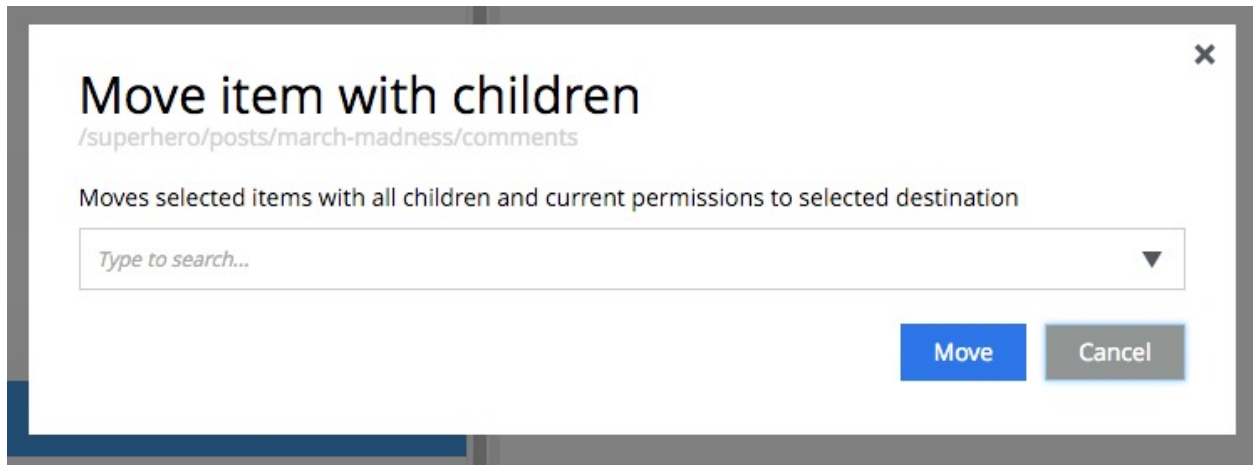 Move item with children
/superhero/posts/march-madness/comments
Moves selected items with all children and current permissions to selected destination
Type to search...
Move Cancel